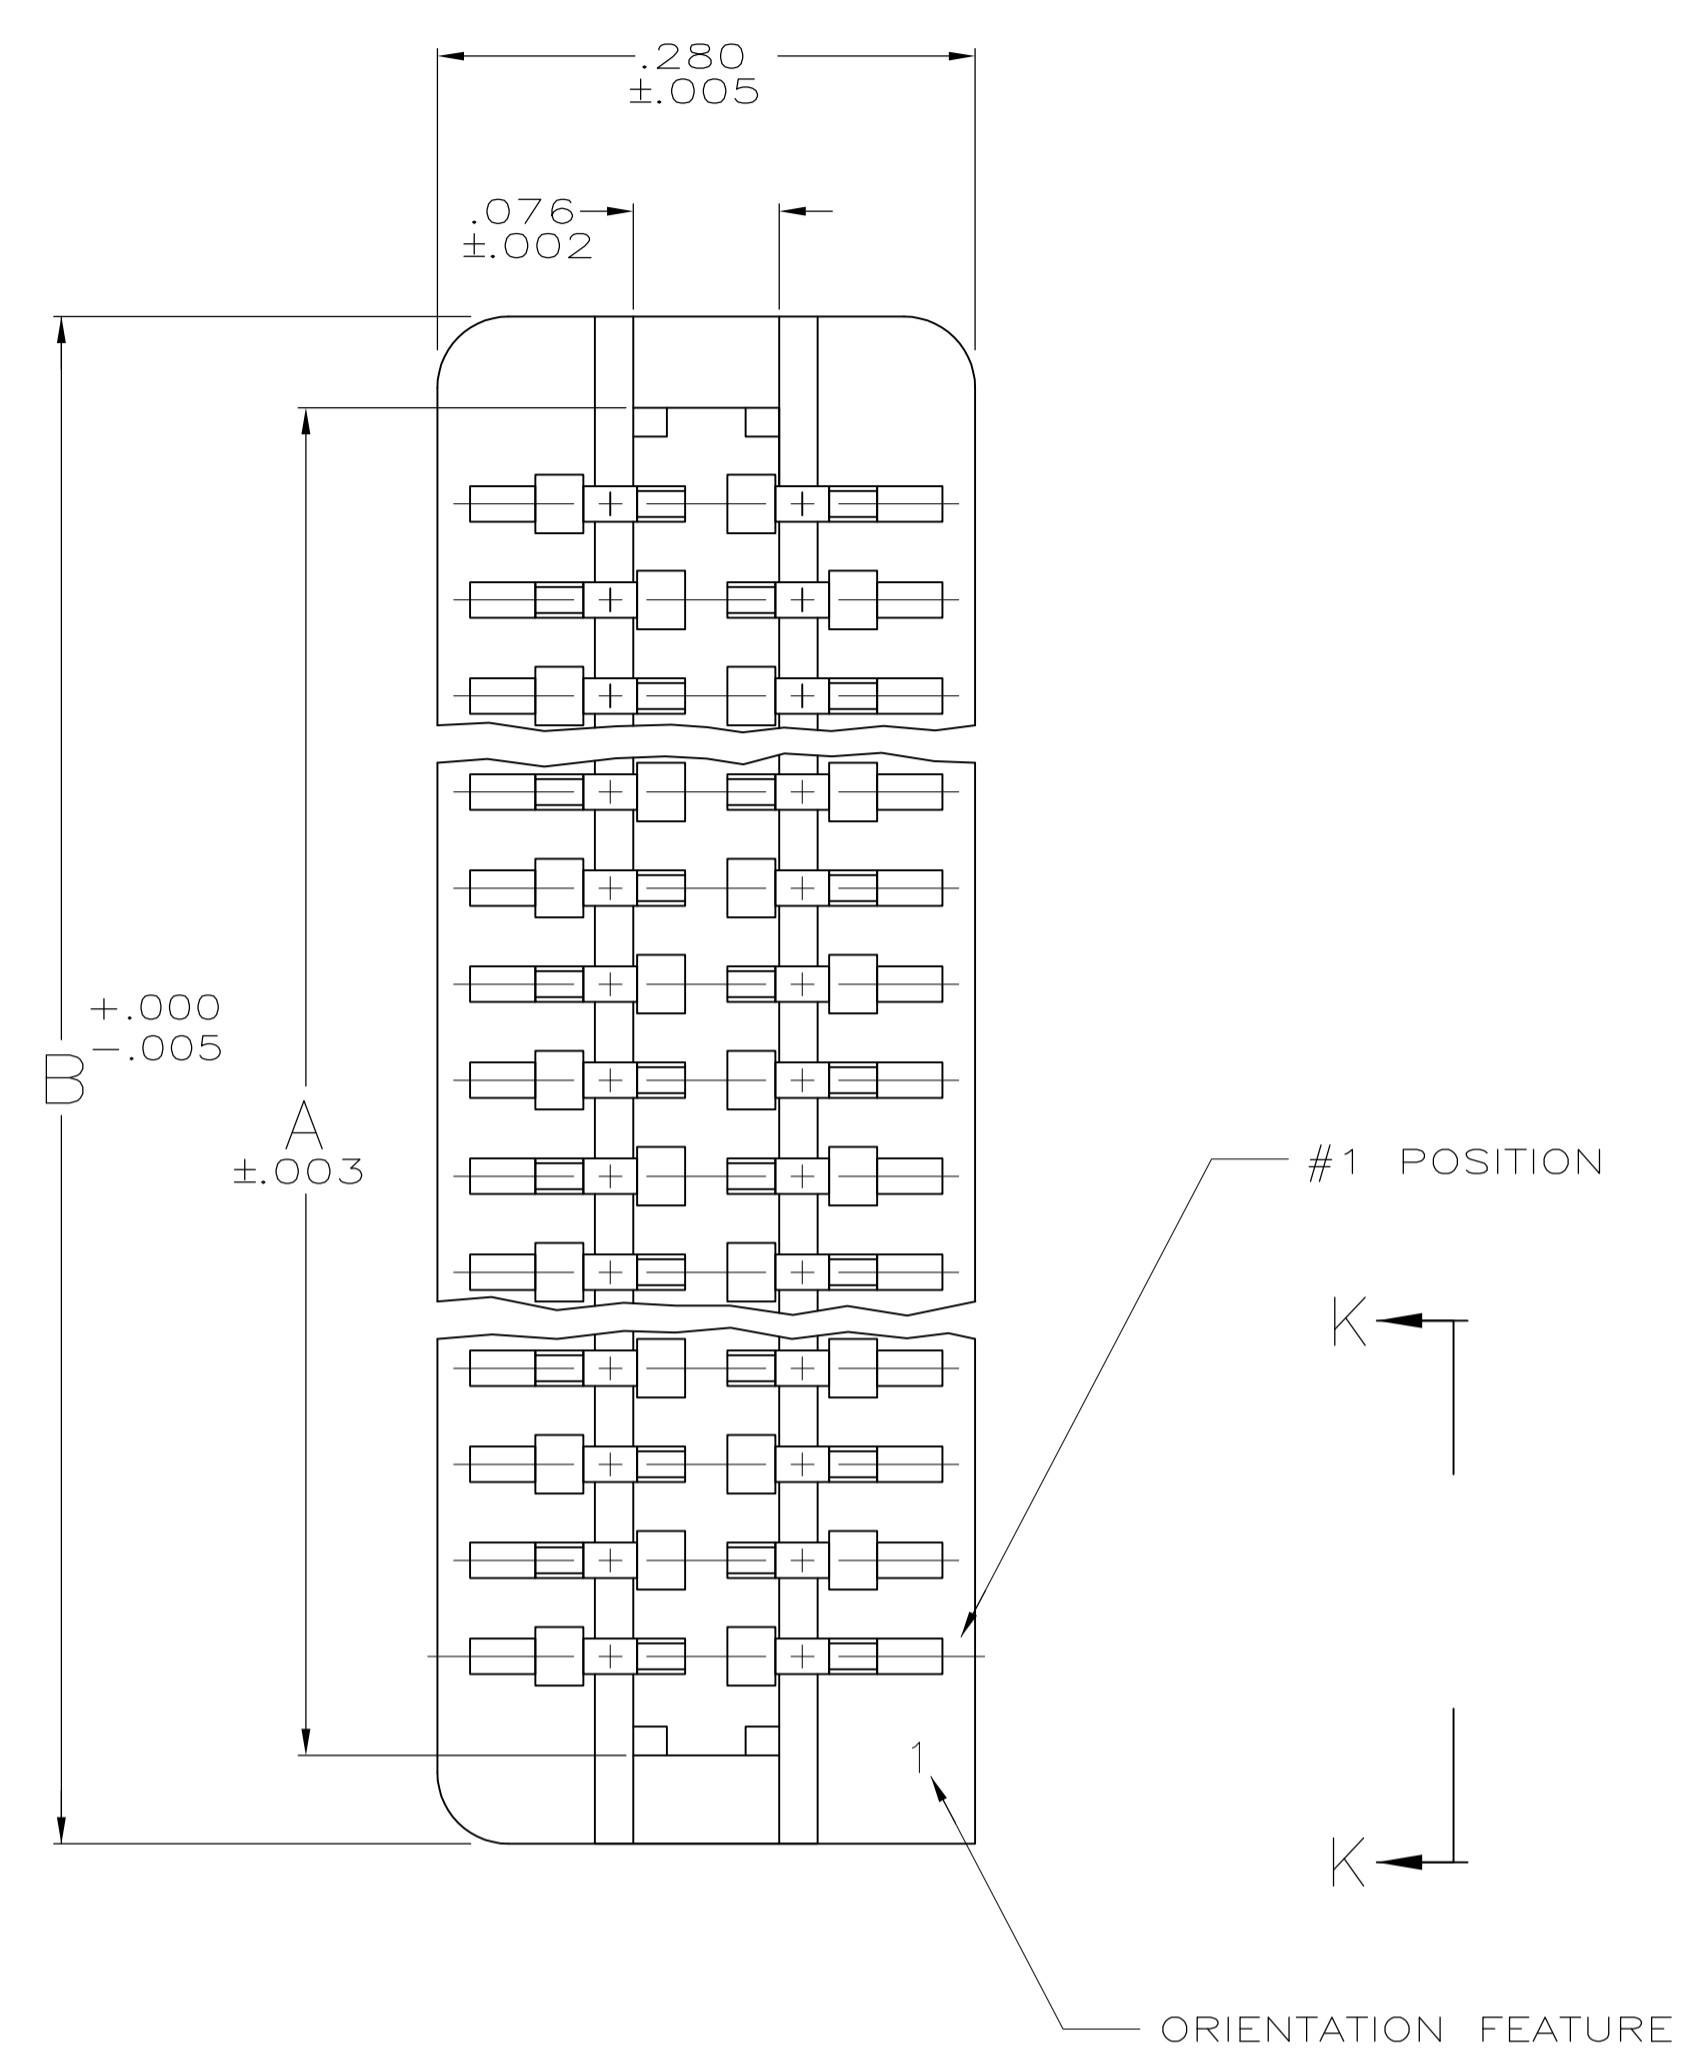 .280
±.005
.076
±.002
+.000
-.005
B
A
±.003
#1 POSITION
K
1
K
ORIENTATION FEATURE